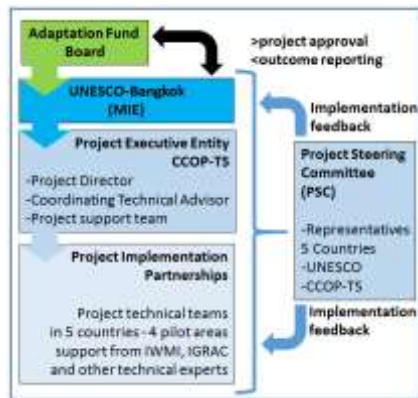 Adaptation Fund
Board
>project approval
<outcome reporting
UNESCO-Bangkok
(MIE)
Implementation
feedback
Project Executive Entity
CCOP-TS
-Project Director
-Coordinating Technical Advisor
-Project support team
Project Steering
Committee
(PSC)
-Representatives
5 Countries
-UNESCO
-CCOP-TS
Project Implementation
Partnerships
Project technical teams
in 5 countries - 4 pilot areas
support from IWMI, IGRAC
and other technical experts
Implementation
feedback